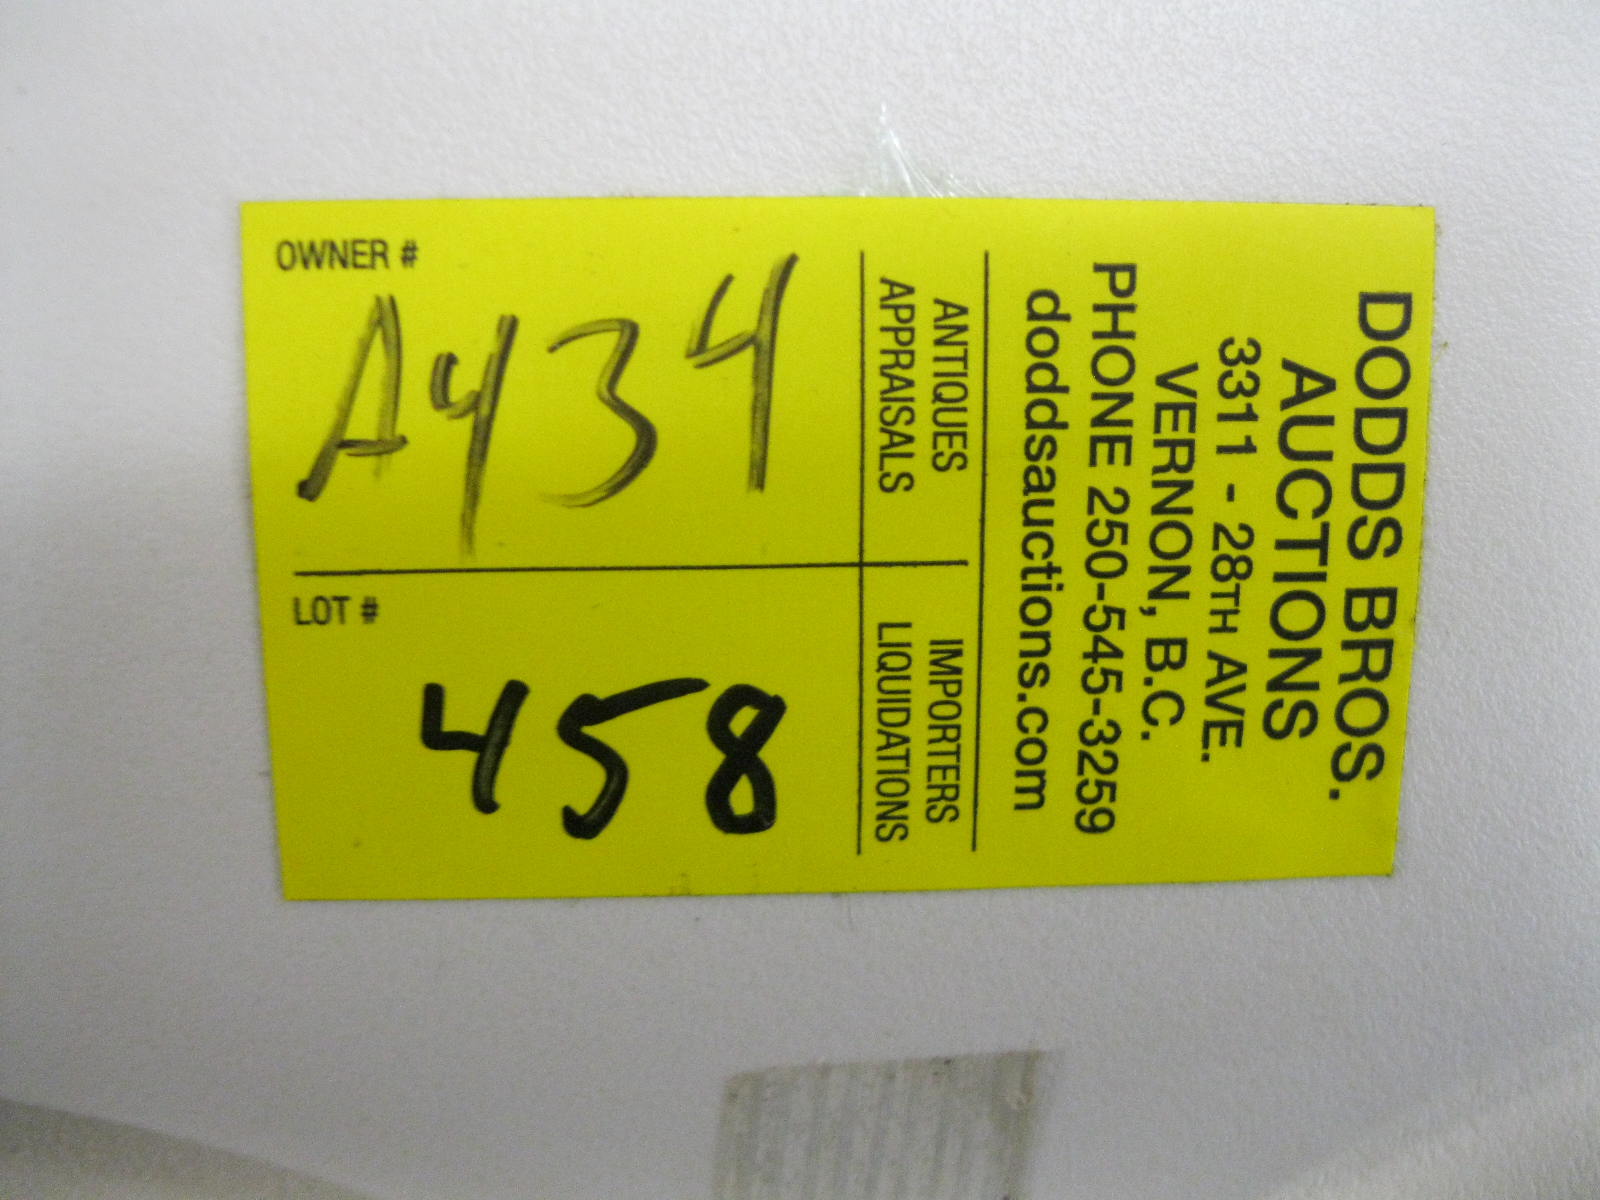 DODDS BROS.
AUCTIONS
3311 - 28TH AVE.
VERNON, B.C.
PHONE 250-545-3259
doddsauctions.com
ANTIQUES
APPRAISALS
IMPORTERS
LIQUIDATIONS
OWNER #
A434
LOT #
458